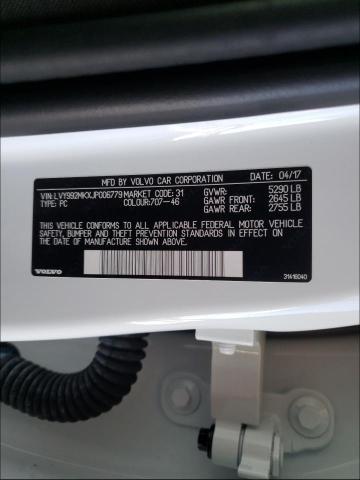 MFD BY VOLVO CAR CORPORATION DATE: 04/17
VIN:LVY992MKXJP006779 MARKET CODE: 31 GVWR: 5290 LB
TYPE: PC COLOUR:707-46 GAWR FRONT: 2645 LB
GAWR REAR: 2755 LB
THIS VEHICLE CONFORMS TO ALL APPLICABLE FEDERAL MOTOR VEHICLE
SAFETY, BUMPER AND THEFT PREVENTION STANDARDS IN
EFFECT ON THE DATE OF MANUFACTURE SHOWN ABOVE.
VOLVO
31416040